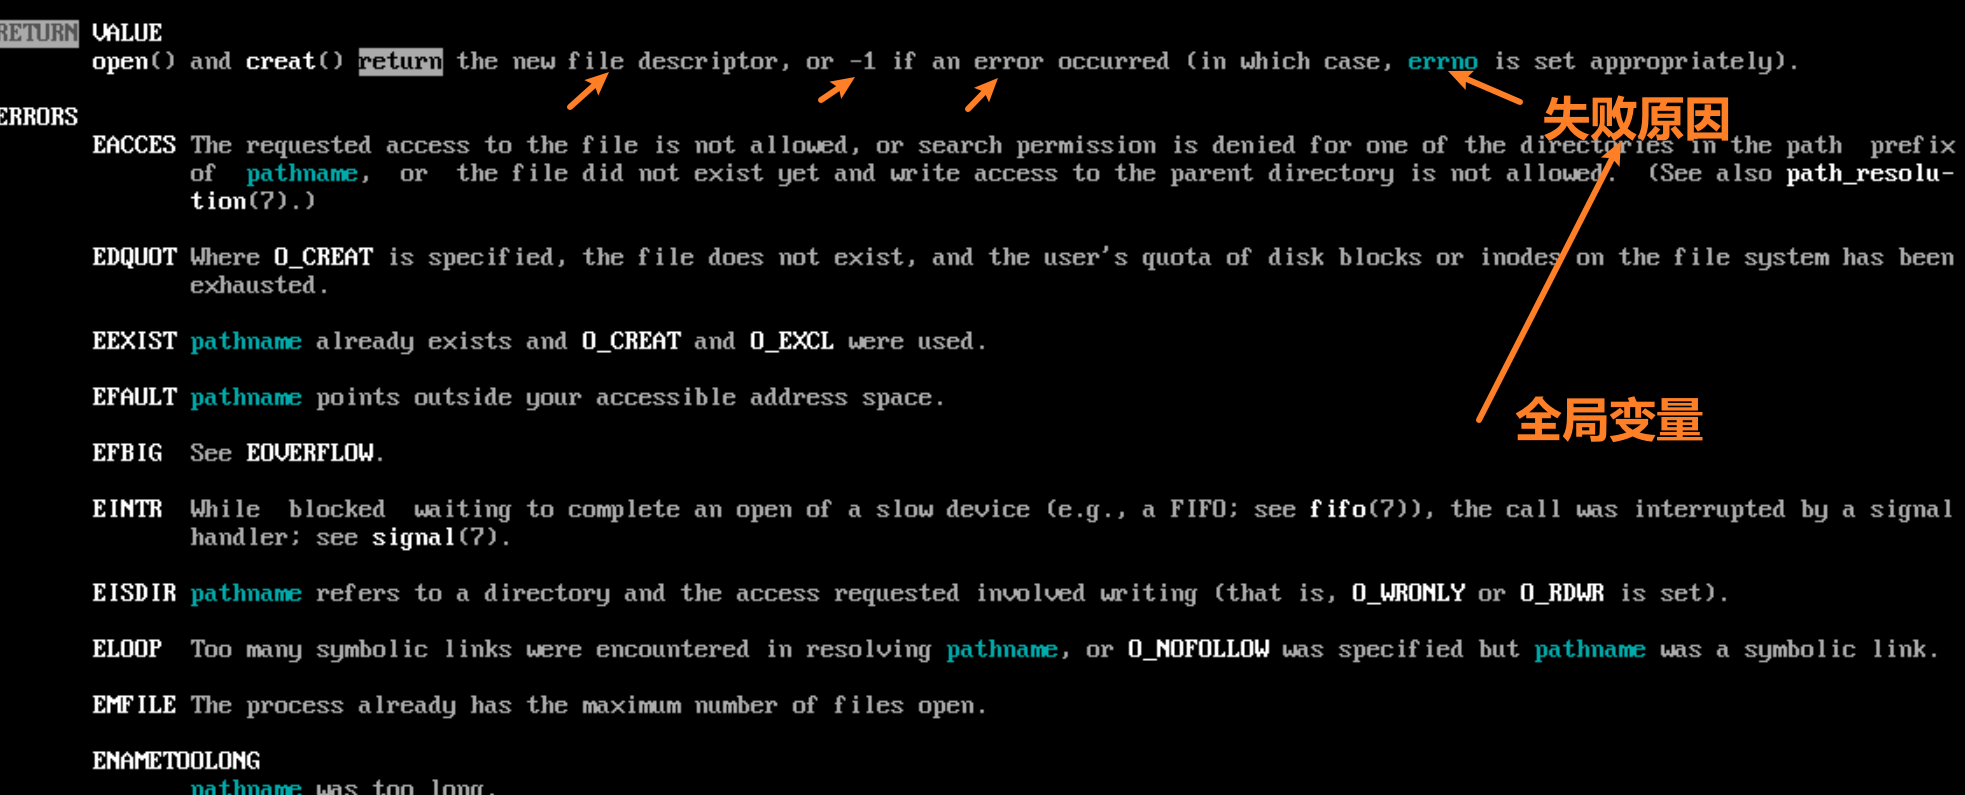 RETURN VALUE
open() and creat() return the new file descriptor, or -1 if an error occurred (in which case, errno is set appropriately).
失败原因
ERRORS
EACCES The requested access to the file is not allowed, or search permission is denied for one of the directories in the path prefix
of pathname, or the file did not exist yet and write access to the parent directory is not allowed. (See also path_resolu-
tion(7).)
EDQUOT Where O_CREAT is specified, the file does not exist, and the user's quota of disk blocks or inodes on the file system has been
exhausted.
EEXIST pathname already exists and O_CREAT and O_EXCL were used.
EFAULT pathname points outside your accessible address space.
全局变量
EFBIG See EOVERFLOW.
EINTR While blocked waiting to complete an open of a slow device (e.g., a FIFO; see fifo(7)), the call was interrupted by a signal
handler; see signal(7).
EISDIR pathname refers to a directory and the access requested involved writing (that is, O_WRONLY or O_RDWR is set).
ELOOP Too many symbolic links were encountered in resolving pathname, or O_NOFOLLOW was specified but pathname was a symbolic link.
EMFILE The process already has the maximum number of files open.
ENAMETOOLONG
pathname was too long.